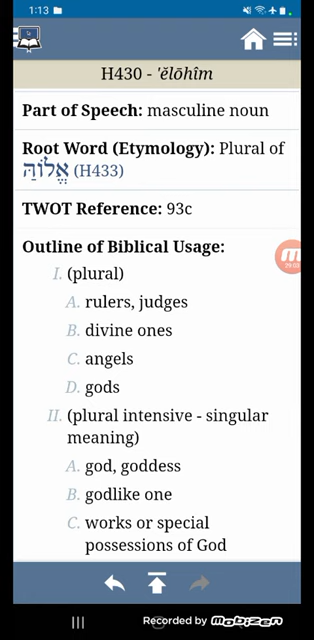 1:13
H430 - 'ĕlōhîm
Part of Speech: masculine noun
Root Word (Etymology): Plural of
אֱלוֹהַּ (H433)
TWOT Reference: 93c
Outline of Biblical Usage:
I. (plural)
A. rulers, judges
B. divine ones
C. angels
D. gods
II. (plural intensive - singular
meaning)
A. god, goddess
B. godlike one
C. works or special
possessions of God
Recorded by mobizen